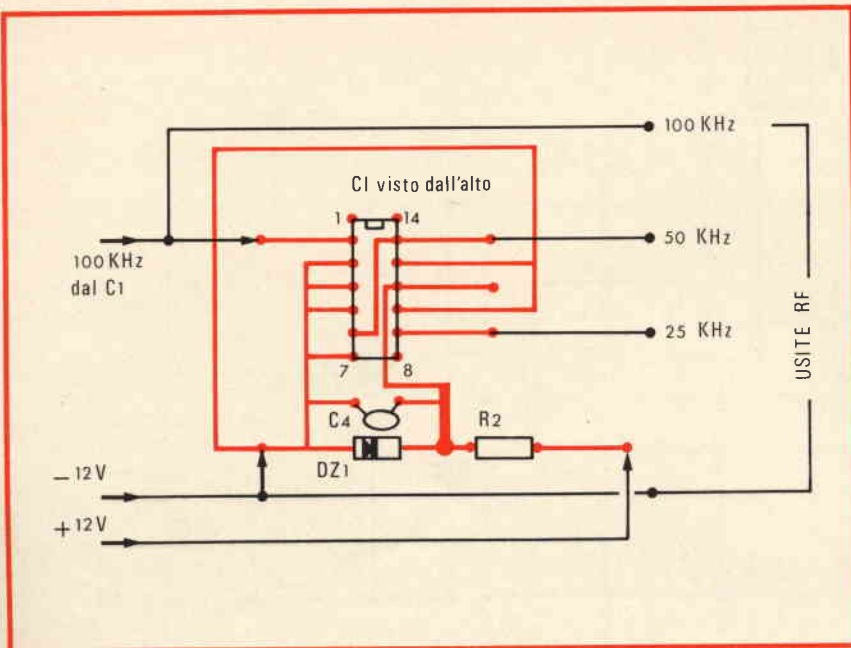 100 KHz
CI visto dall'alto
1
14
50 KHz
100 KHz
dal C1
25 KHz
USITE RF
7
8
C4
R2
DZ1
– 12V
+ 12V